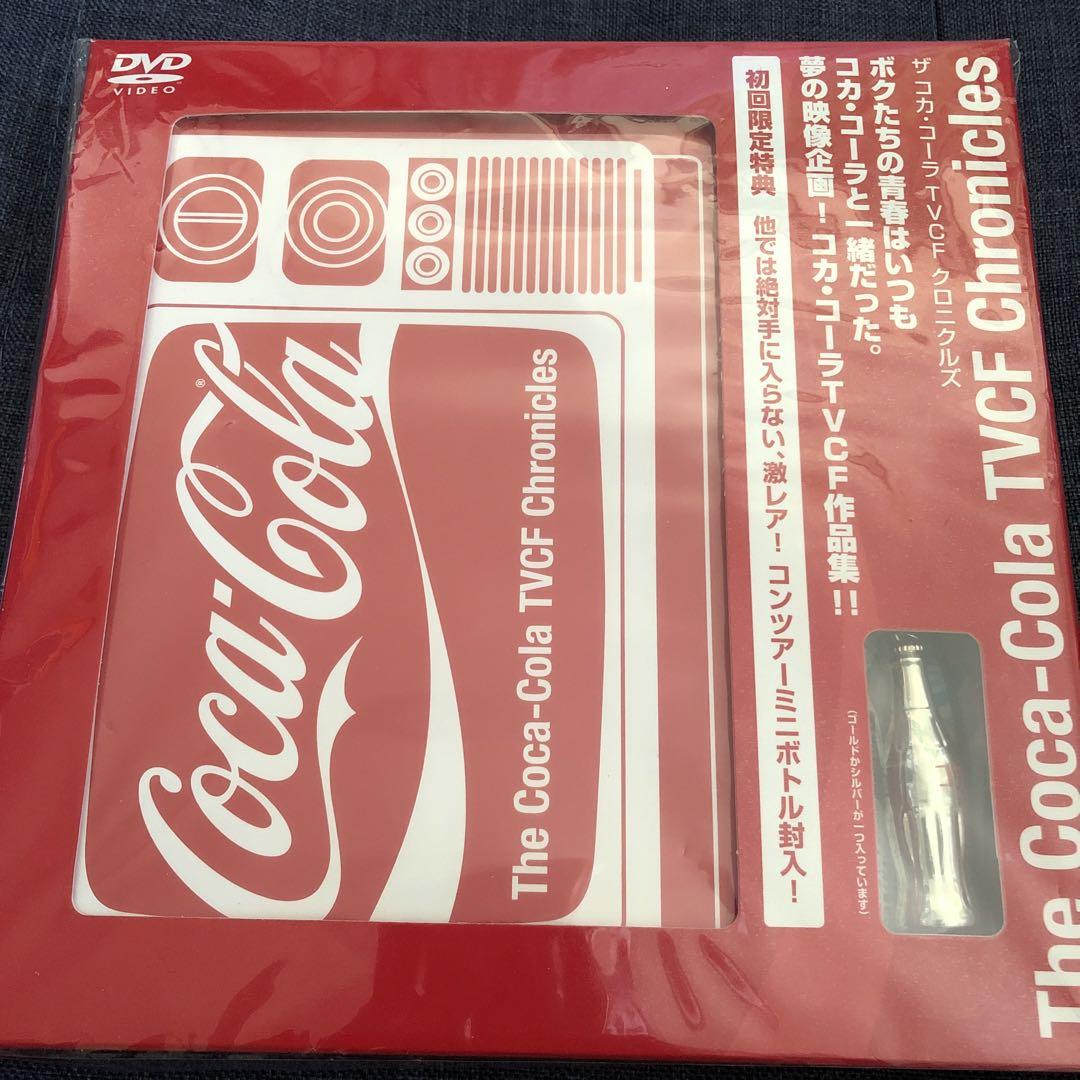 DVD
VIDEO
The Coca-Cola TVCF Chronicles
ザ コカ・コーラ TVCF クロニクルズ
ボクたちの青春はいつも
コカ・コーラと一緒だった。
夢の映像企画！コカ・コーラTVCF作品集!!
初回限定特典 他では絶対手に入らない、激レア！コンツアーミニボトル封入！
(ゴールドかシルバーが一つ入っています)
Coca-Cola
®
The Coca-Cola TVCF Chronicles